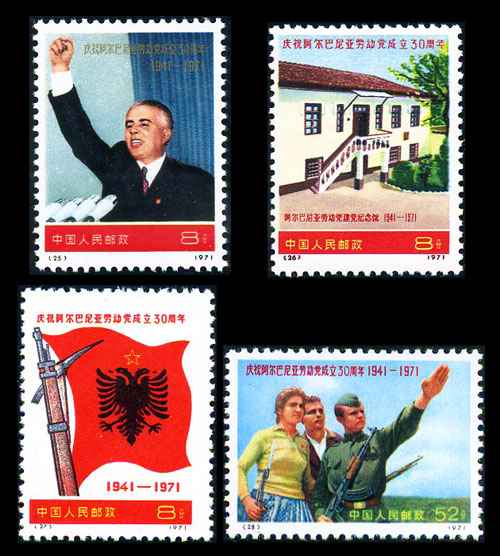 庆祝阿尔巴尼亚劳动党成立30周年
1941-1971
中国人民邮政 8分
(25) 1971
庆祝阿尔巴尼亚劳动党成立30周年
阿尔巴尼亚劳动党建党纪念馆 1941—1971
中国人民邮政 8分
(26) 1971
庆祝阿尔巴尼亚劳动党成立30周年
1941—1971
中国人民邮政 8分
(27) 1971
庆祝阿尔巴尼亚劳动党成立30周年 1941-1971
中国人民邮政 52分
(28) 1971